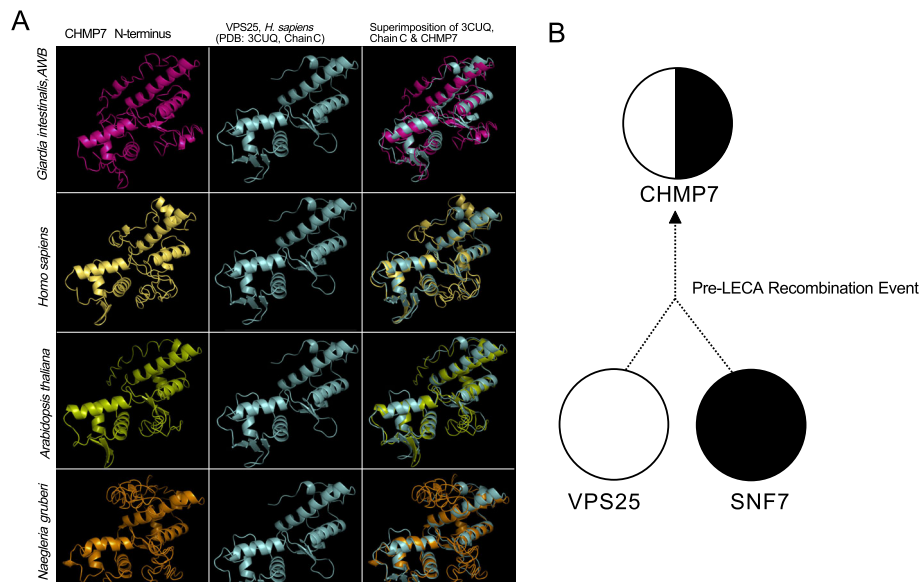 A
CHMP7 N-terminus
VPS25, H. sapiens
(PDB: 3CUQ, Chain C)
Superimposition of 3CUQ,
Chain C & CHMP7
Giardia intestinalis,AWB
Homo sapiens
Arabidopsis thaliana
Naegleria gruberi
B
CHMP7
Pre-LECA Recombination Event
VPS25
SNF7